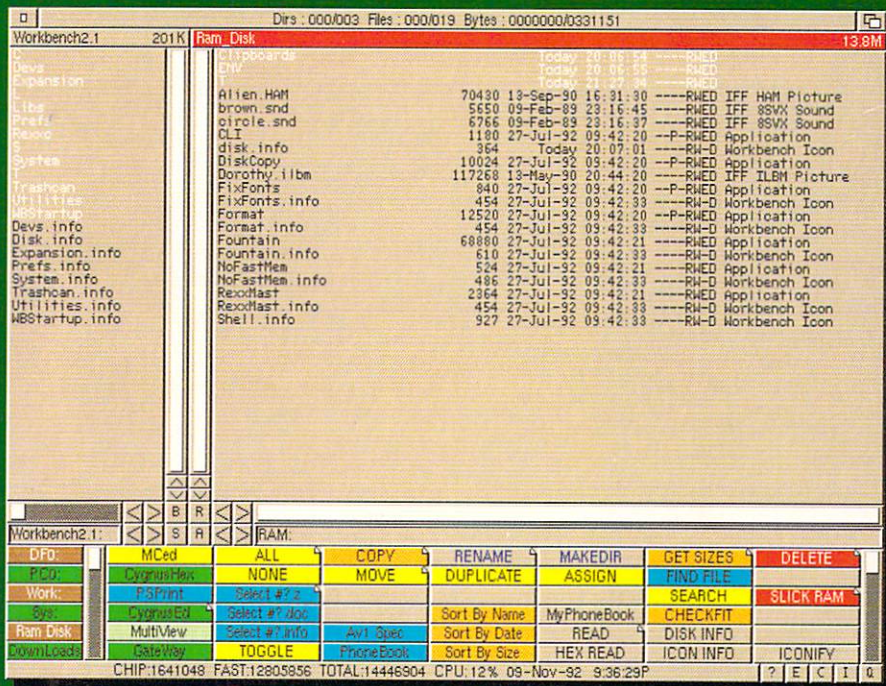 Dirs : 000/003 Files : 000/019 Bytes : 0000000/0331151
Workbench2.1 201K Ram_Disk 13.8M
C
Devs
Expansion
L
Libs
Prefs
Rexxc
S
System
T
Trashcan
Utilities
WBStartup
Devs.info
Disk.info
Expansion.info
Prefs.info
System.info
Trashcan.info
Utilities.info
WBStartup.info
Clipboards Today 20:06:54 ----RWED
ENV Today 20:06:55 ----RWED
T Today ----RWED
Alien.HAM 70430 13-Sep-90 16:31:30 ----RWED IFF HAM Picture
brown.snd 5650 09-Feb-89 23:16:45 ----RWED IFF 8SVX Sound
circle.snd 6766 09-Feb-89 23:16:37 ----RWED IFF 8SVX Sound
CLI 1180 27-Jul-92 09:42:20 --P-RWED Application
disk.info 364 Today 20:07:01 ----RW-D Workbench Icon
DiskCopy 10024 27-Jul-92 09:42:20 --P-RWED Application
Dorothy.ilbm 117268 13-May-90 20:44:20 ----RWED IFF ILBM Picture
FixFonts 840 27-Jul-92 09:42:20 --P-RWED Application
FixFonts.info 454 27-Jul-92 09:42:33 ----RW-D Workbench Icon
Format 12520 27-Jul-92 09:42:20 --P-RWED Application
Format.info 454 27-Jul-92 09:42:33 ----RW-D Workbench Icon
Fountain 68880 27-Jul-92 09:42:21 ----RWED Application
Fountain.info 610 27-Jul-92 09:42:33 ----RW-D Workbench Icon
NoFastMem 524 27-Jul-92 09:42:21 ----RWED Application
NoFastMem.info 486 27-Jul-92 09:42:33 ----RW-D Workbench Icon
RexxMast 2364 27-Jul-92 09:42:21 ----RWED Application
RexxMast.info 454 27-Jul-92 09:42:33 ----RW-D Workbench Icon
Shell.info 927 27-Jul-92 09:42:33 ----RW-D Workbench Icon
B R
Workbench2.1: S A RAM:
DF0: MCed ALL COPY RENAME MAKEDIR GET SIZES DELETE
PC0: CygnusHex NONE MOVE DUPLICATE ASSIGN FIND FILE
Work: PSPrint Select #?.z SEARCH SLICK RAM
Sys: CygnusEd Select #?.doc Sort By Name MyPhoneBook CHECKFIT
Ram Disk MultiView Select #?.info Av1 Spec Sort By Date READ DISK INFO
DownLoads GateWay TOGGLE PhoneBook Sort By Size HEX READ ICON INFO ICONIFY
CHIP:1641048 FAST:12805856 TOTAL:14446904 CPU:12% 09-Nov-92 9:36:29P ? E C I Q